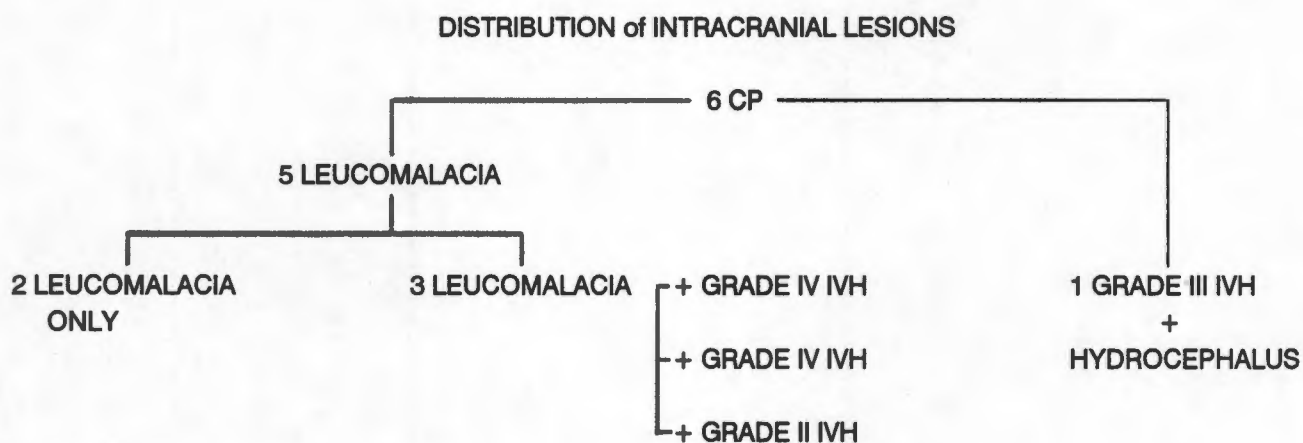 DISTRIBUTION of INTRACRANIAL LESIONS
6 CP
5 LEUCOMALACIA
2 LEUCOMALACIA
ONLY
3 LEUCOMALACIA
+ GRADE IV IVH
+ GRADE IV IVH
+ GRADE II IVH
1 GRADE III IVH
+
HYDROCEPHALUS